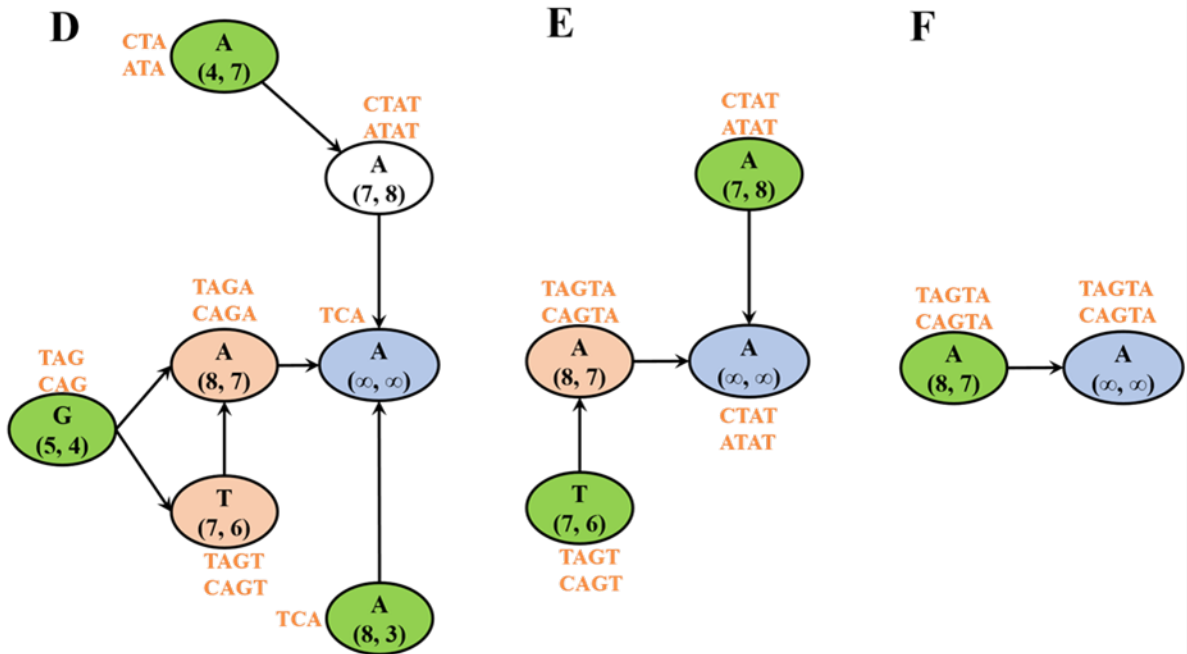 D
CTA
ATA
A
(4, 7)
CTAT
ATAT
A
(7, 8)
TAGA
CAGA
A
(8, 7)
TCA
A
(∞, ∞)
TAG
CAG
G
(5, 4)
T
(7, 6)
TAGT
CAGT
TCA
A
(8, 3)
E
CTAT
ATAT
A
(7, 8)
TAGTA
CAGTA
A
(8, 7)
A
(∞, ∞)
CTAT
ATAT
T
(7, 6)
TAGT
CAGT
F
TAGTA
CAGTA
A
(8, 7)
TAGTA
CAGTA
A
(∞, ∞)